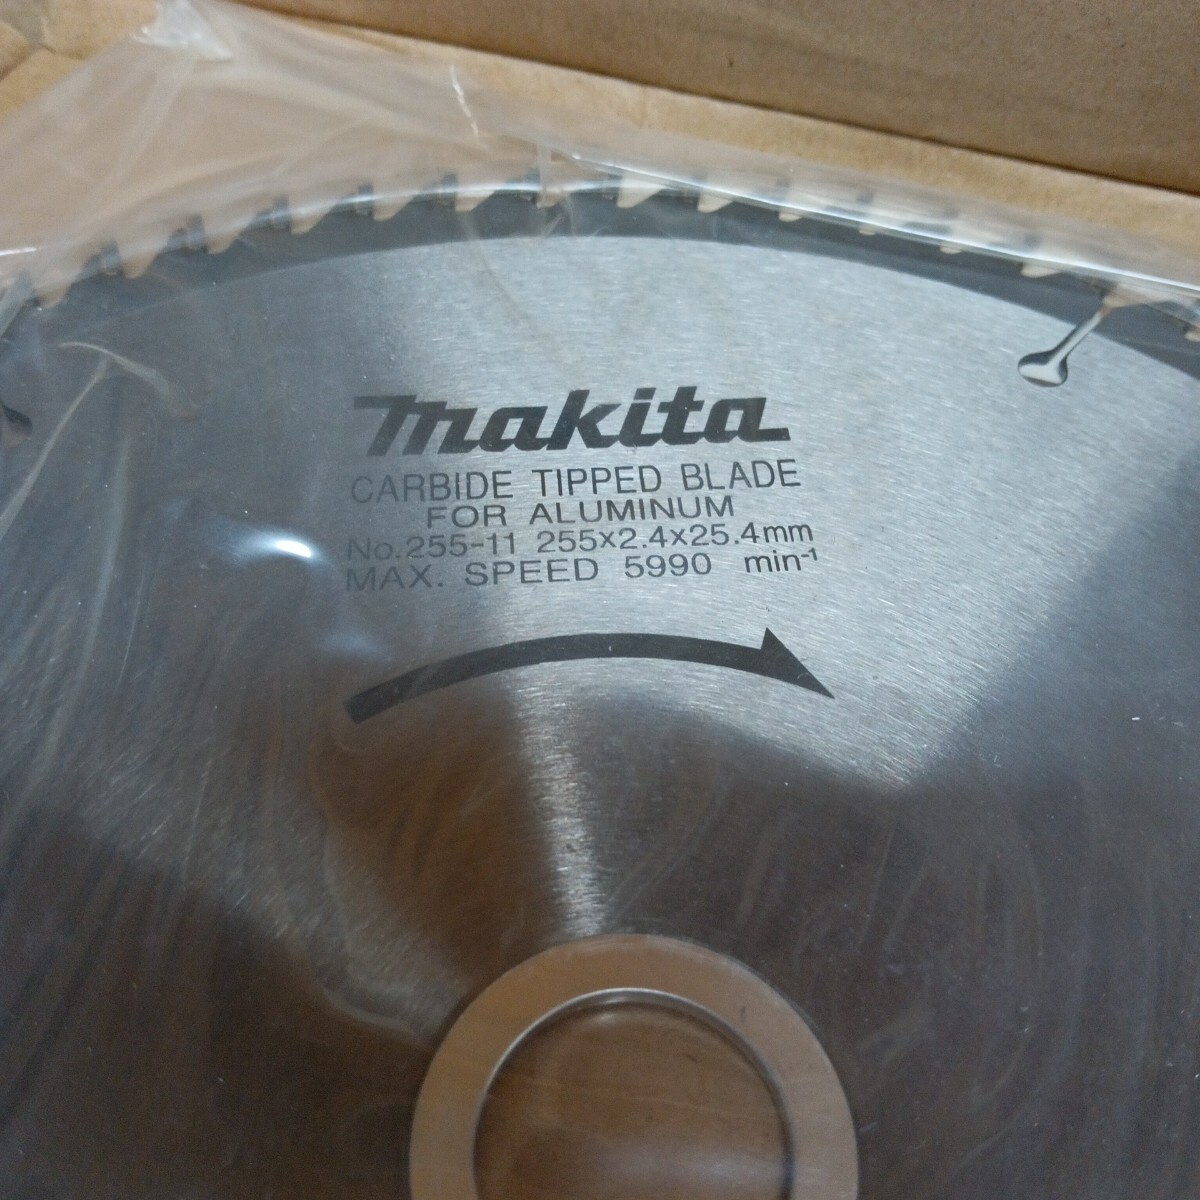 makita
CARBIDE TIPPED BLADE
FOR ALUMINUM
No.255-11 255x2.4x25.4mm
MAX. SPEED 5990 min⁻¹